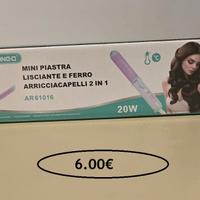 MINI PIASTRA
LISCIANTE E FERRO
ARRICCIACAPELLI 2 IN 1
AR61016
°C
20W
6.00€